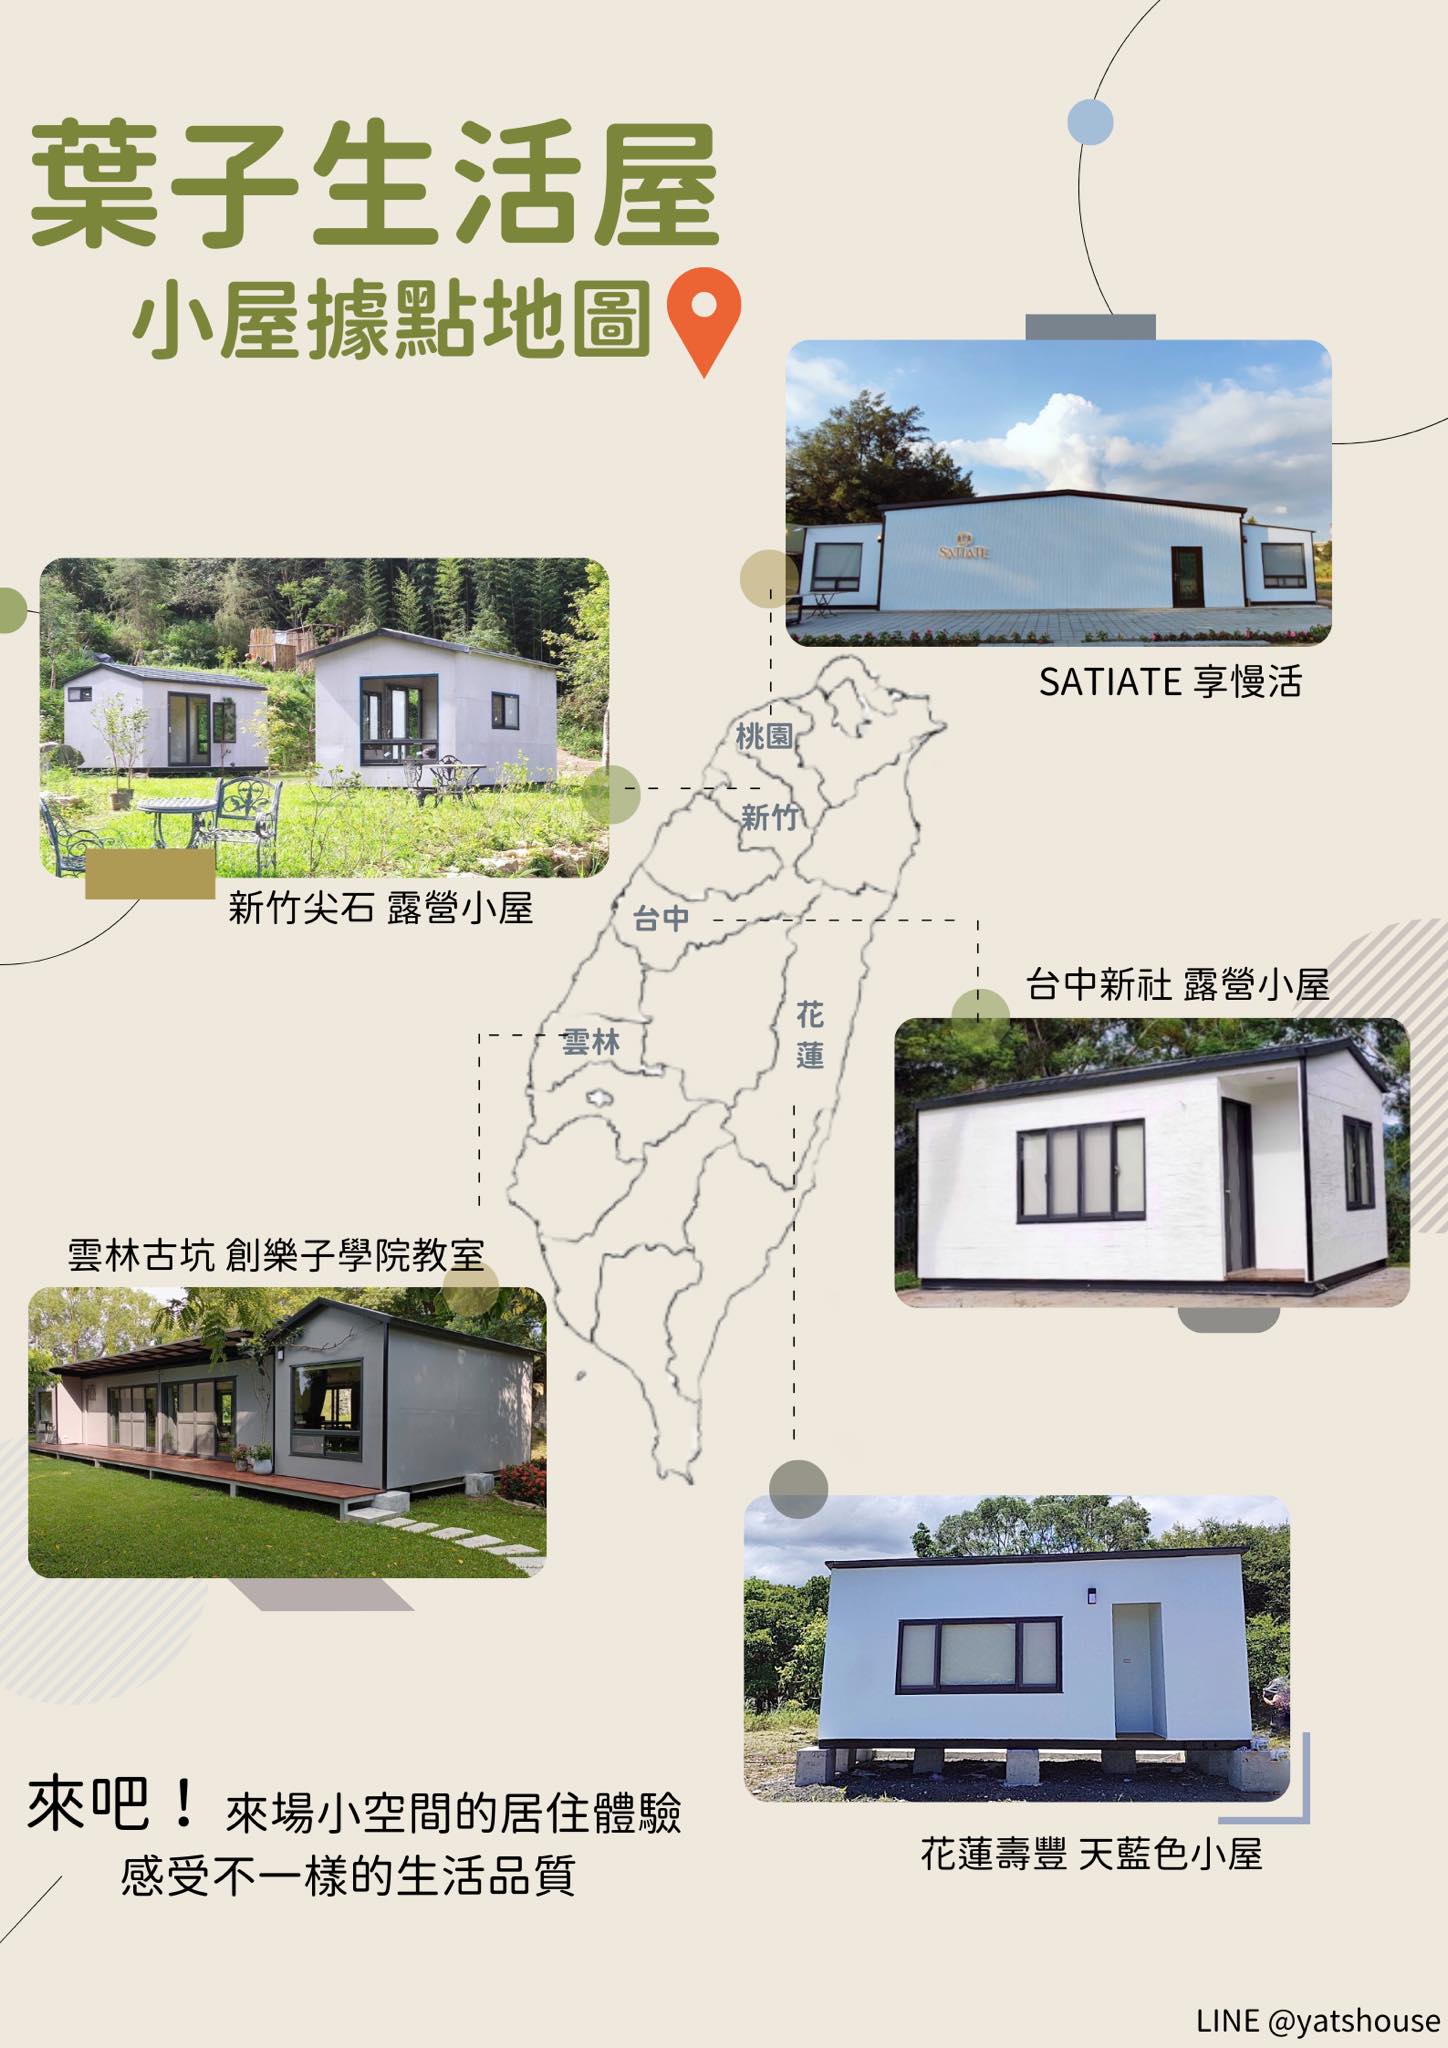 葉子生活屋
小屋據點地圖
SATIATE
SATIATE 享慢活
桃園
新竹
新竹尖石 露營小屋
台中
台中新社 露營小屋
花蓮
雲林
雲林古坑 創樂子學院教室
花蓮壽豐 天藍色小屋
來吧！ 來場小空間的居住體驗
感受不一樣的生活品質
LINE @yatshouse